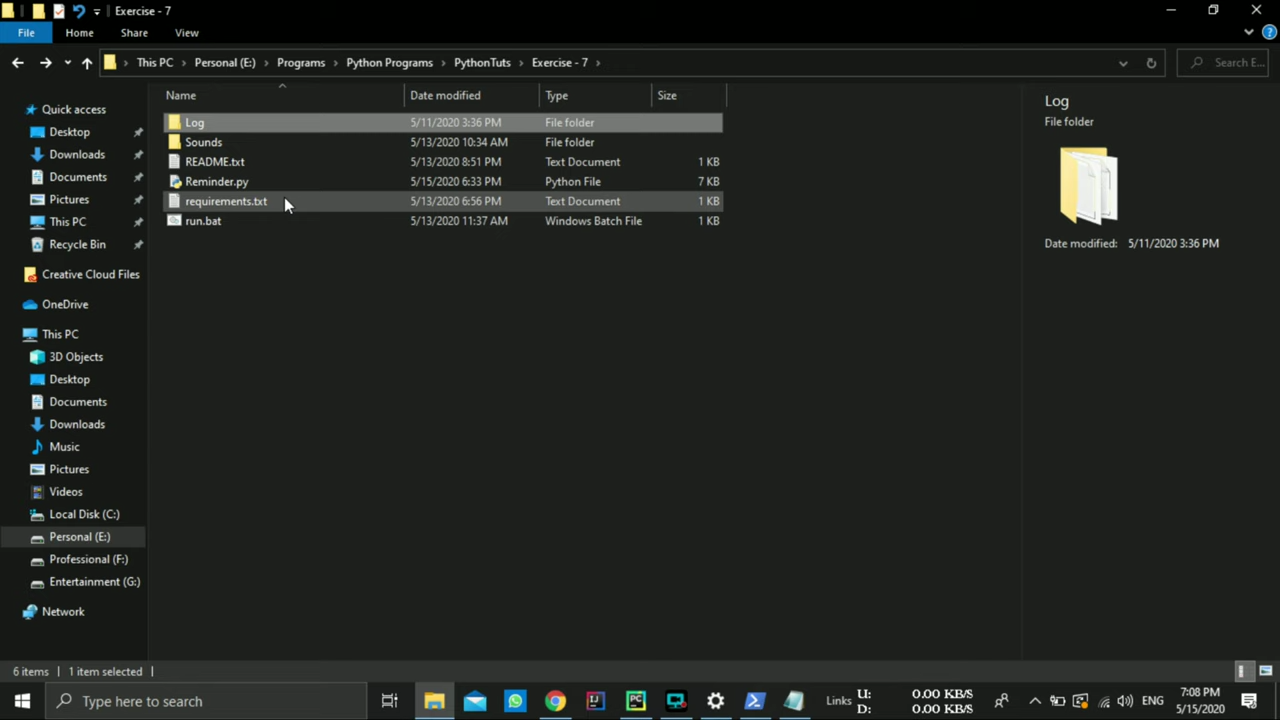 Exercise - 7
File Home Share View
This PC Personal (E:) Programs Python Programs PythonTuts Exercise - 7 Search E...
Name Date modified Type Size
Log 5/11/2020 3:36 PM File folder
Sounds 5/13/2020 10:34 AM File folder
README.txt 5/13/2020 8:51 PM Text Document 1 KB
Reminder.py 5/15/2020 6:33 PM Python File 7 KB
requirements.txt 5/13/2020 6:56 PM Text Document 1 KB
run.bat 5/13/2020 11:37 AM Windows Batch File 1 KB
Quick access
Desktop
Downloads
Documents
Pictures
This PC
Recycle Bin
Creative Cloud Files
OneDrive
This PC
3D Objects
Desktop
Documents
Downloads
Music
Pictures
Videos
Local Disk (C:)
Personal (E:)
Professional (F:)
Entertainment (G:)
Network
Log
File folder
Date modified: 5/11/2020 3:36 PM
6 items 1 item selected
Type here to search
Links
U: 0.00 KB/S
D: 0.00 KB/S
ENG
7:08 PM
5/15/2020